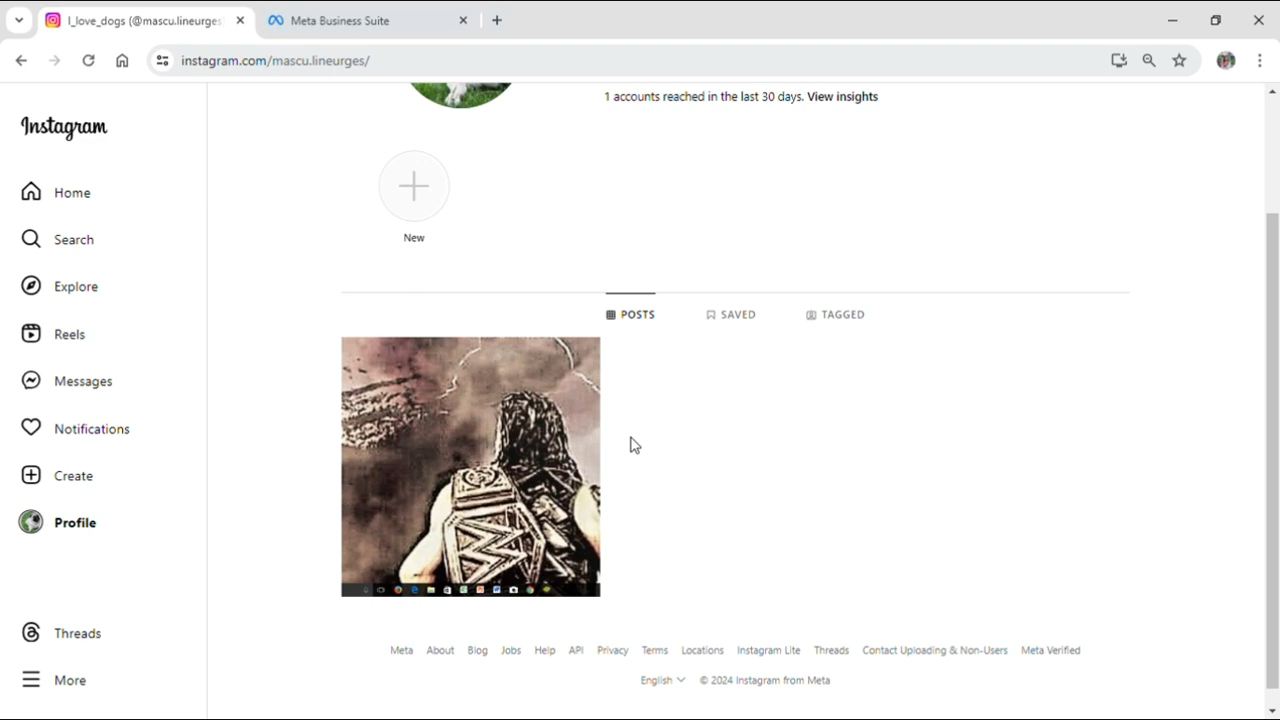 I_love_dogs (@mascu.lineurges
Meta Business Suite
instagram.com/mascu.lineurges/
Instagram
1 accounts reached in the last 30 days. View insights
Home
New
Search
Explore
POSTS SAVED TAGGED
Reels
Messages
Notifications
Create
Profile
Threads
Meta About Blog Jobs Help API Privacy Terms Locations Instagram Lite Threads Contact Uploading & Non-Users Meta Verified
More
English © 2024 Instagram from Meta